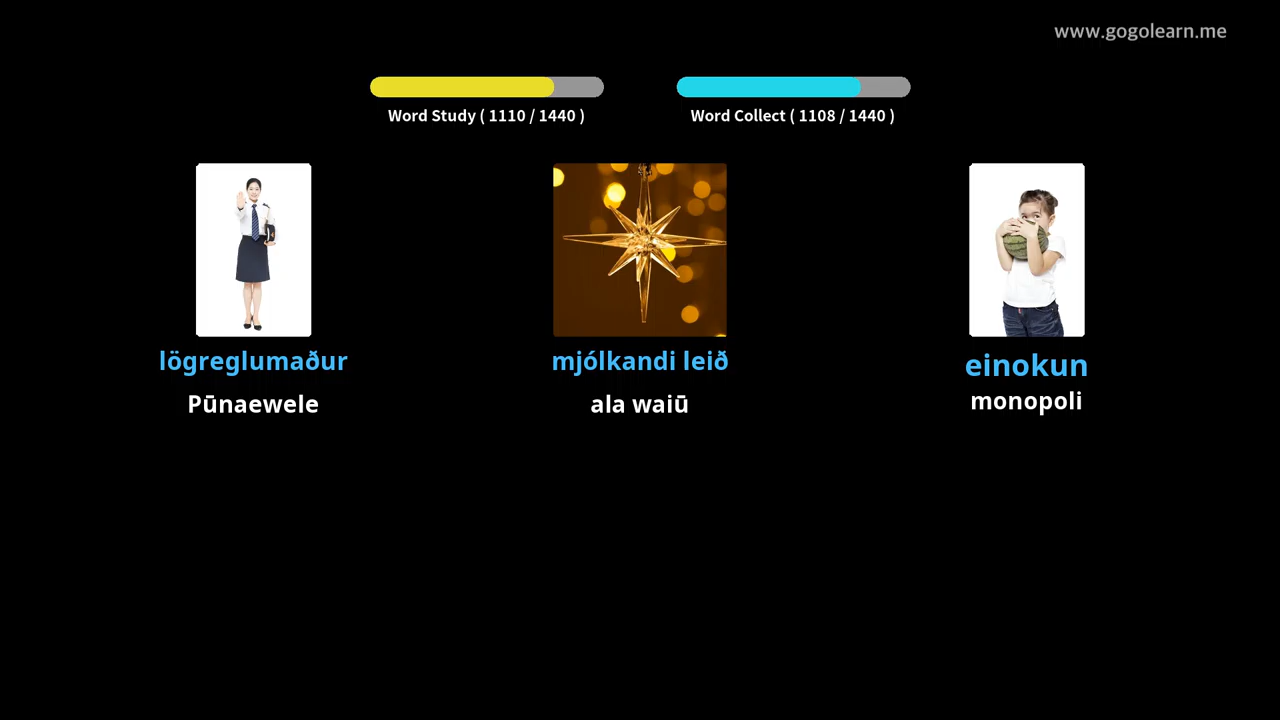 www.gogolearn.me
Word Study ( 1110 / 1440 )
Word Collect ( 1108 / 1440 )
lögreglumaður
mjólkandi leið
einokun
Pūnaewele
ala waiū
monopoli